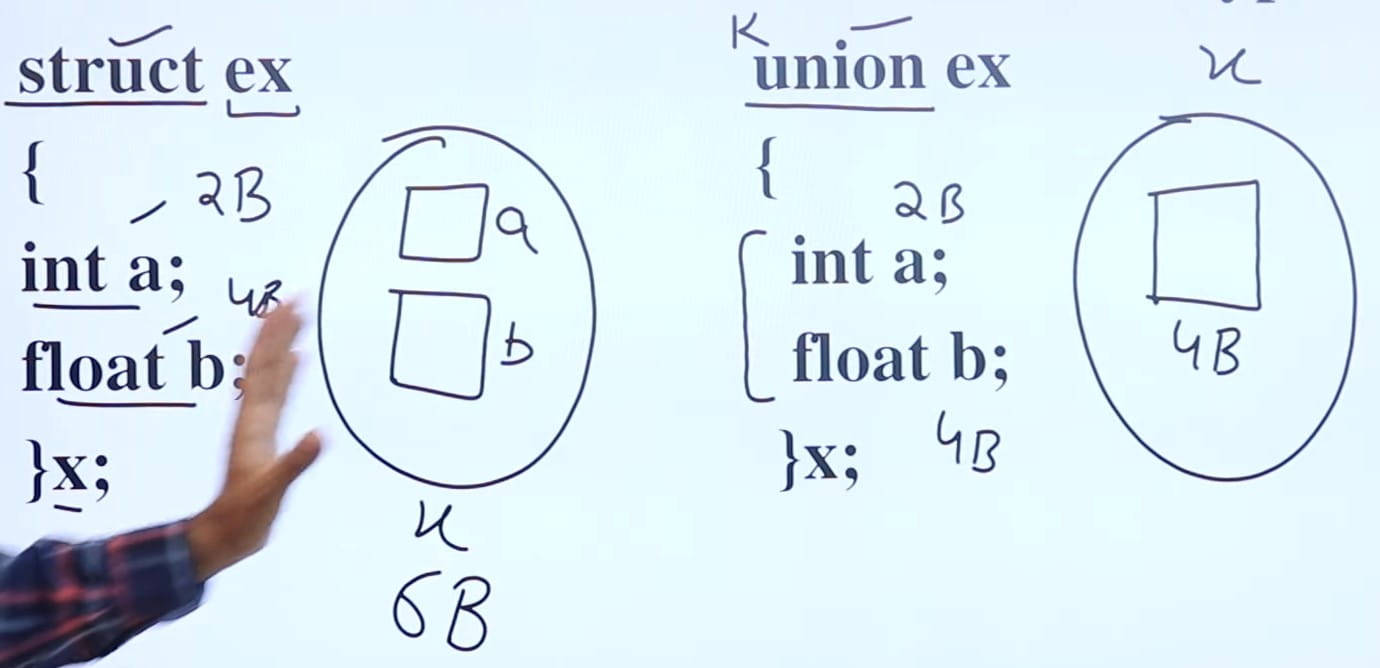 struct ex
{
2B
int a;
4B
float b;
}x;
a
b
x
6B
K
union ex
{
2B
int a;
float b;
}x;
4B
x
4B